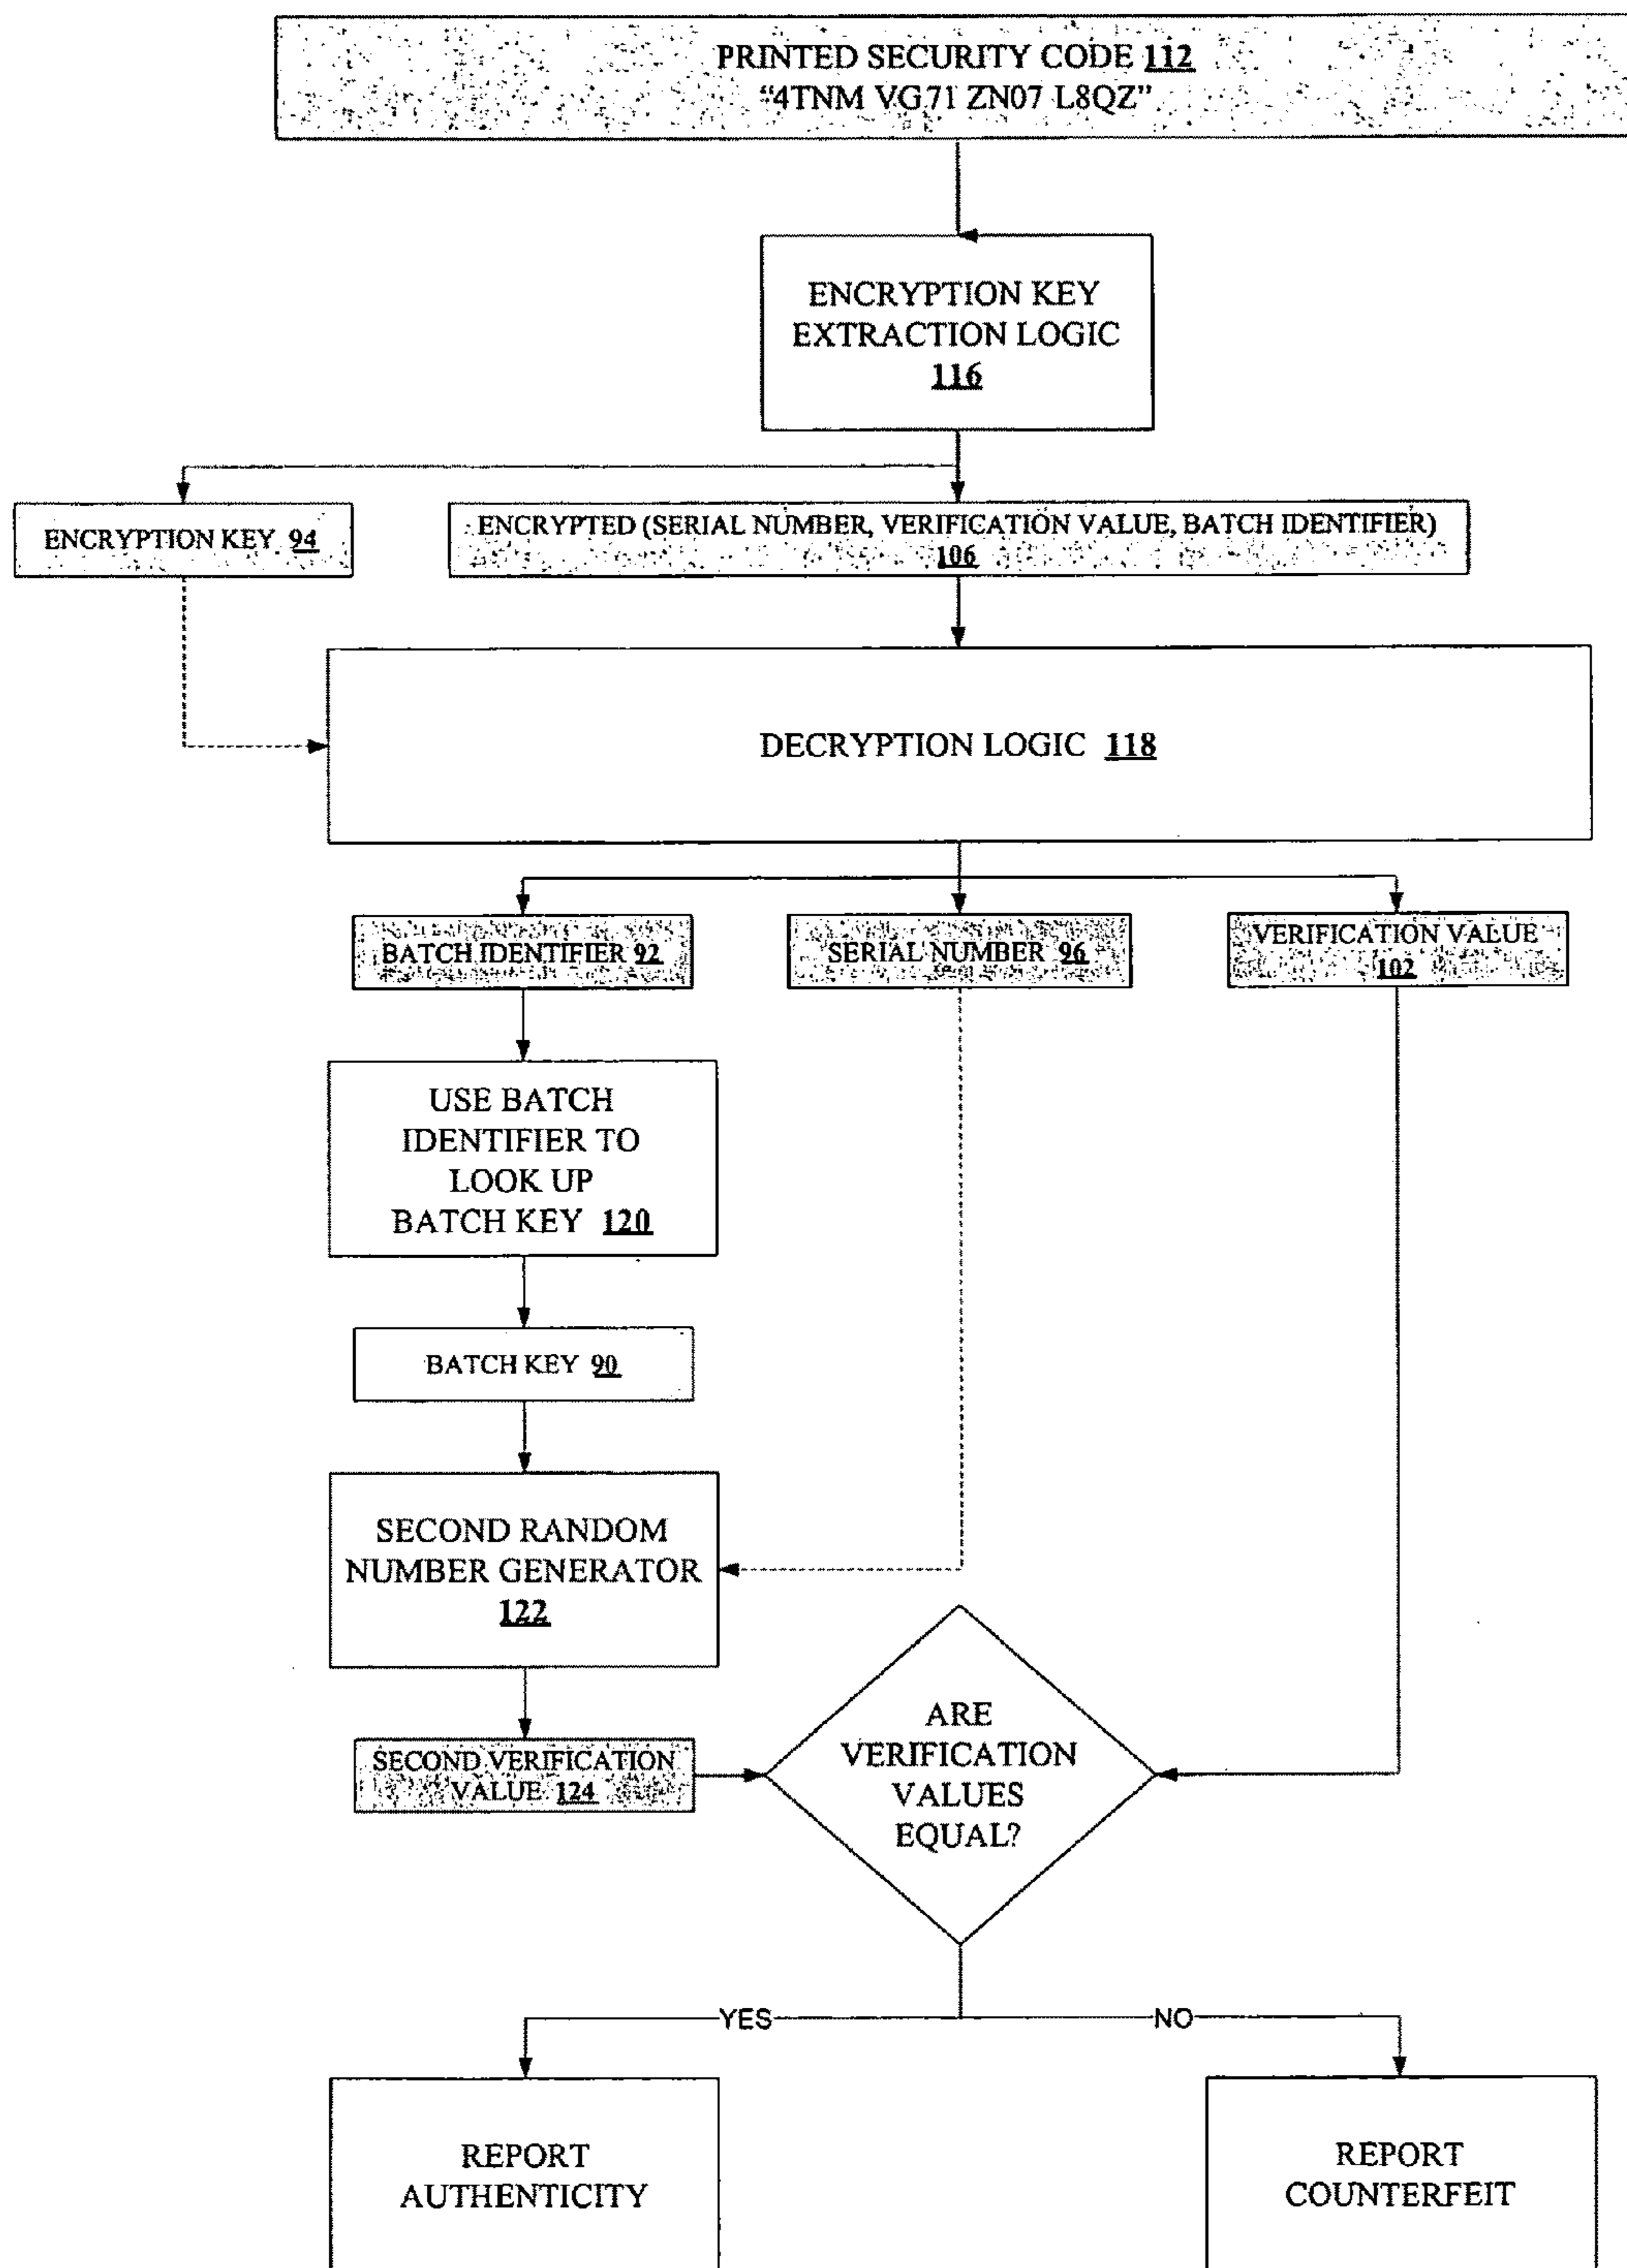 PRINTED SECURITY CODE 112
“4TNM VG71 ZN07 L8QZ”
ENCRYPTION KEY
EXTRACTION LOGIC
116
ENCRYPTION KEY 94
ENCRYPTED (SERIAL NUMBER, VERIFICATION VALUE, BATCH IDENTIFIER)
106
DECRYPTION LOGIC 118
BATCH IDENTIFIER 92
SERIAL NUMBER 96
VERIFICATION VALUE
102
USE BATCH
IDENTIFIER TO
LOOK UP
BATCH KEY 120
BATCH KEY 90
SECOND RANDOM
NUMBER GENERATOR
122
SECOND VERIFICATION
VALUE 124
ARE
VERIFICATION
VALUES
EQUAL?
YES
NO
REPORT
AUTHENTICITY
REPORT
COUNTERFEIT